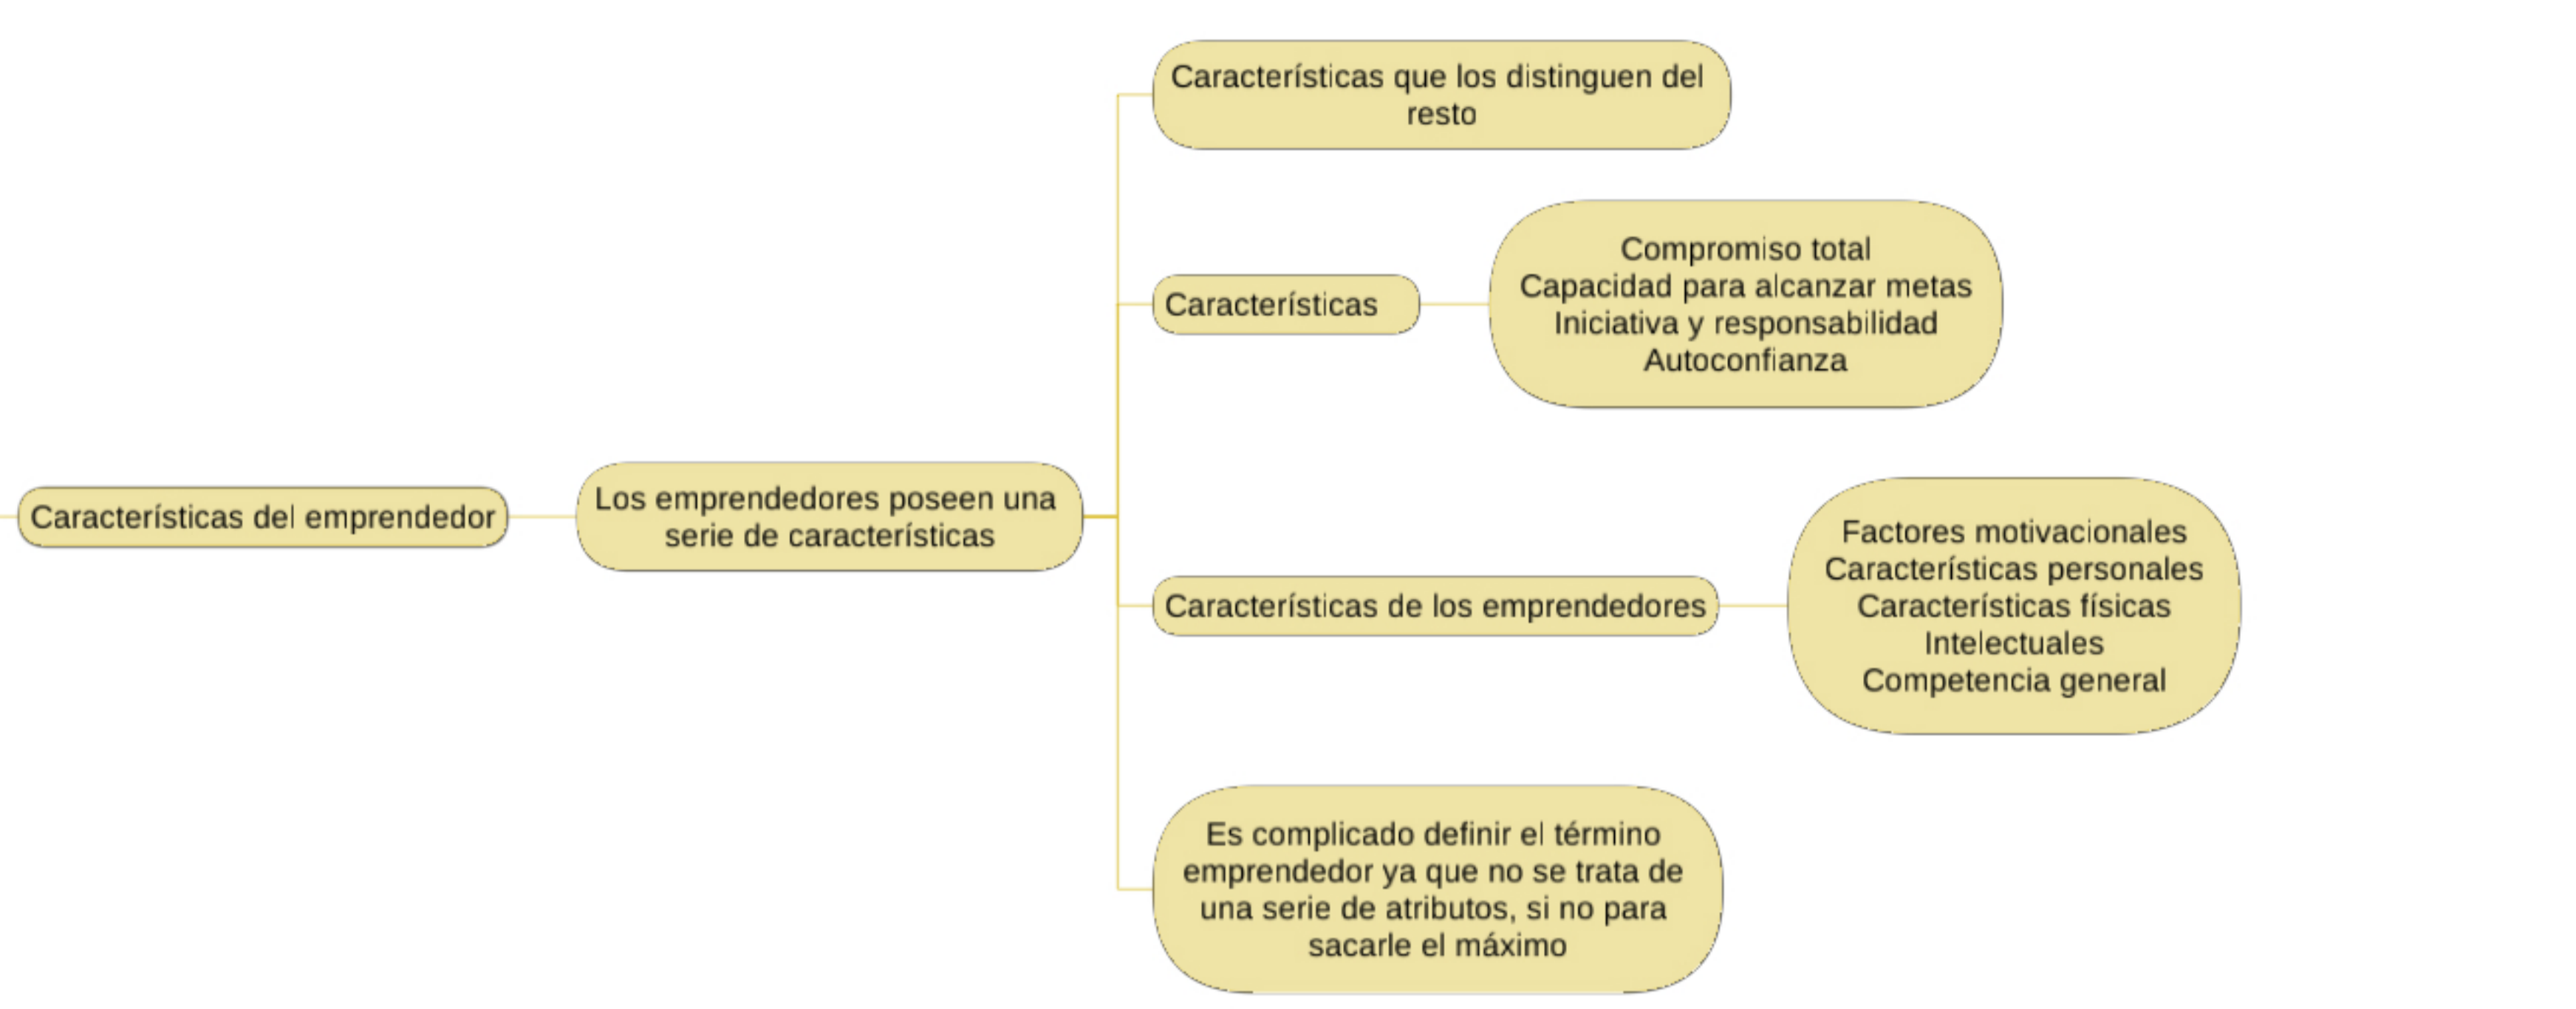 Características que los distinguen del
resto
Compromiso total
Capacidad para alcanzar metas
Características
Iniciativa y responsabilidad
Autoconfianza
Características del emprendedor
Los emprendedores poseen una
serie de características
Características de los emprendedores
Factores motivacionales
Características personales
Características físicas
Intelectuales
Competencia general
Es complicado definir el término
emprendedor ya que no se trata de
una serie de atributos, si no para
sacarle el máximo